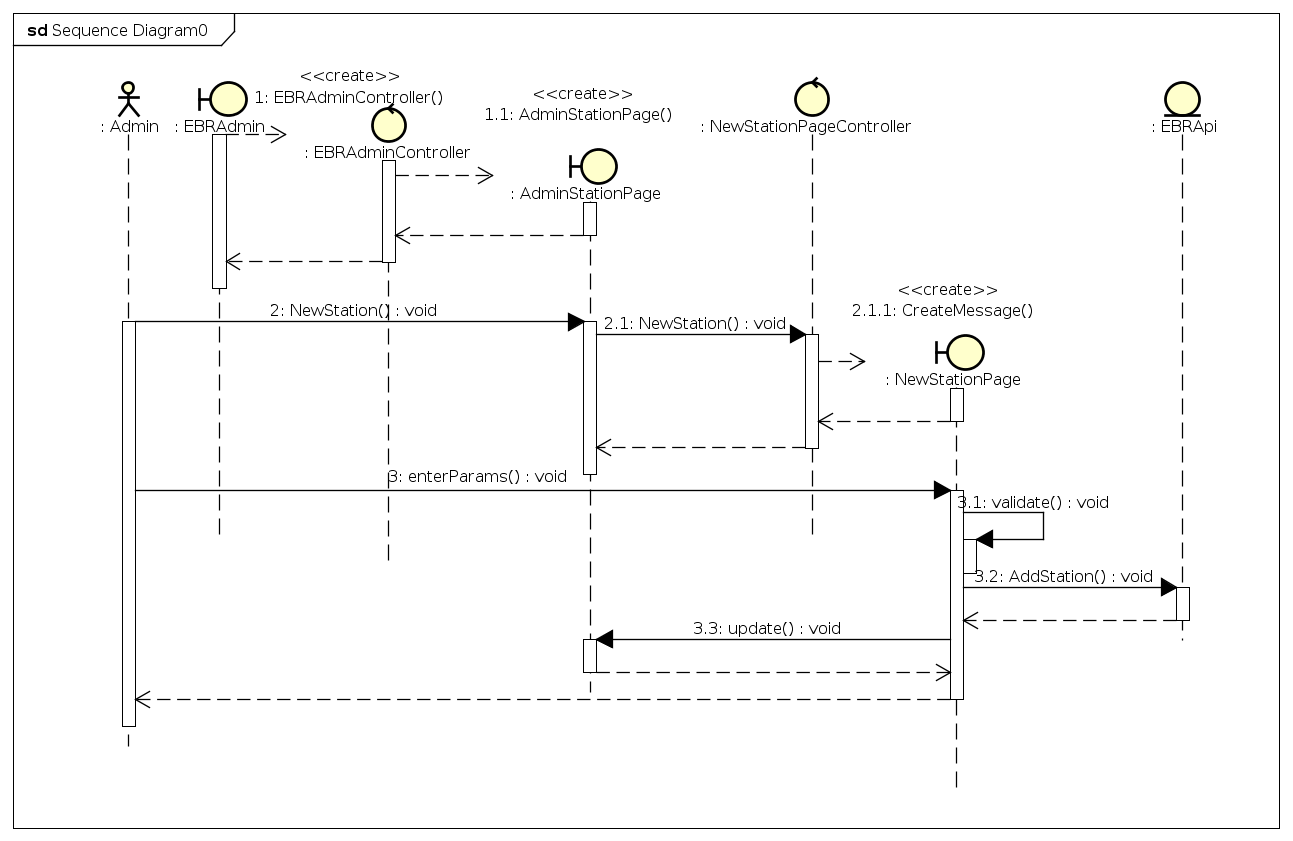 sd Sequence Diagram0
<<create>>
1: EBRAdminController()
<<create>>
1.1: AdminStationPage()
: Admin
: EBRAdmin
: EBRAdminController
: NewStationPageController
: EBRApi
: AdminStationPage
<<create>>
2.1.1: CreateMessage()
2: NewStation() : void
2.1: NewStation() : void
: NewStationPage
3: enterParams() : void
3.1: validate() : void
3.2: AddStation() : void
3.3: update() : void